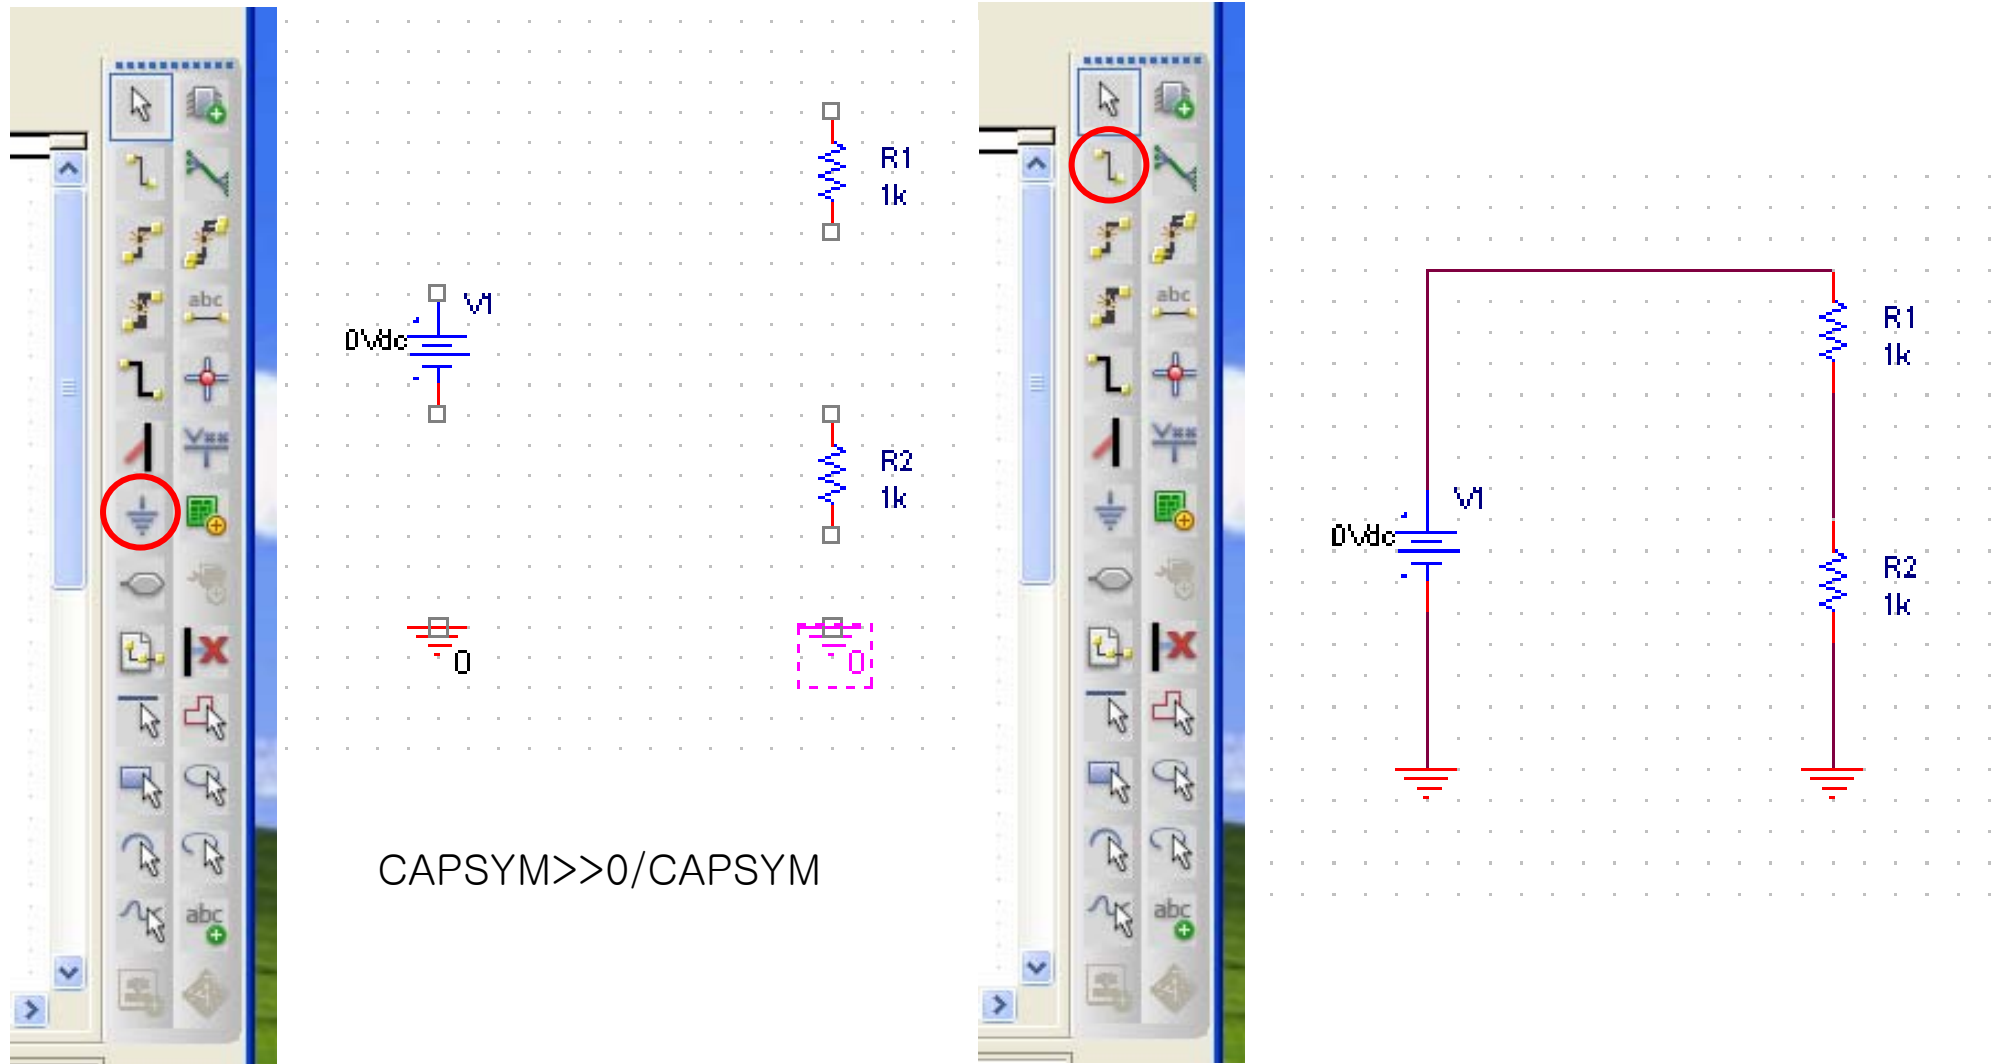 abc
V
R1
1k
V1
0Vdc
R2
1k
0
0
CAPSYM>>0/CAPSYM
abc
abc
V
abc
R1
1k
V1
0Vdc
R2
1k